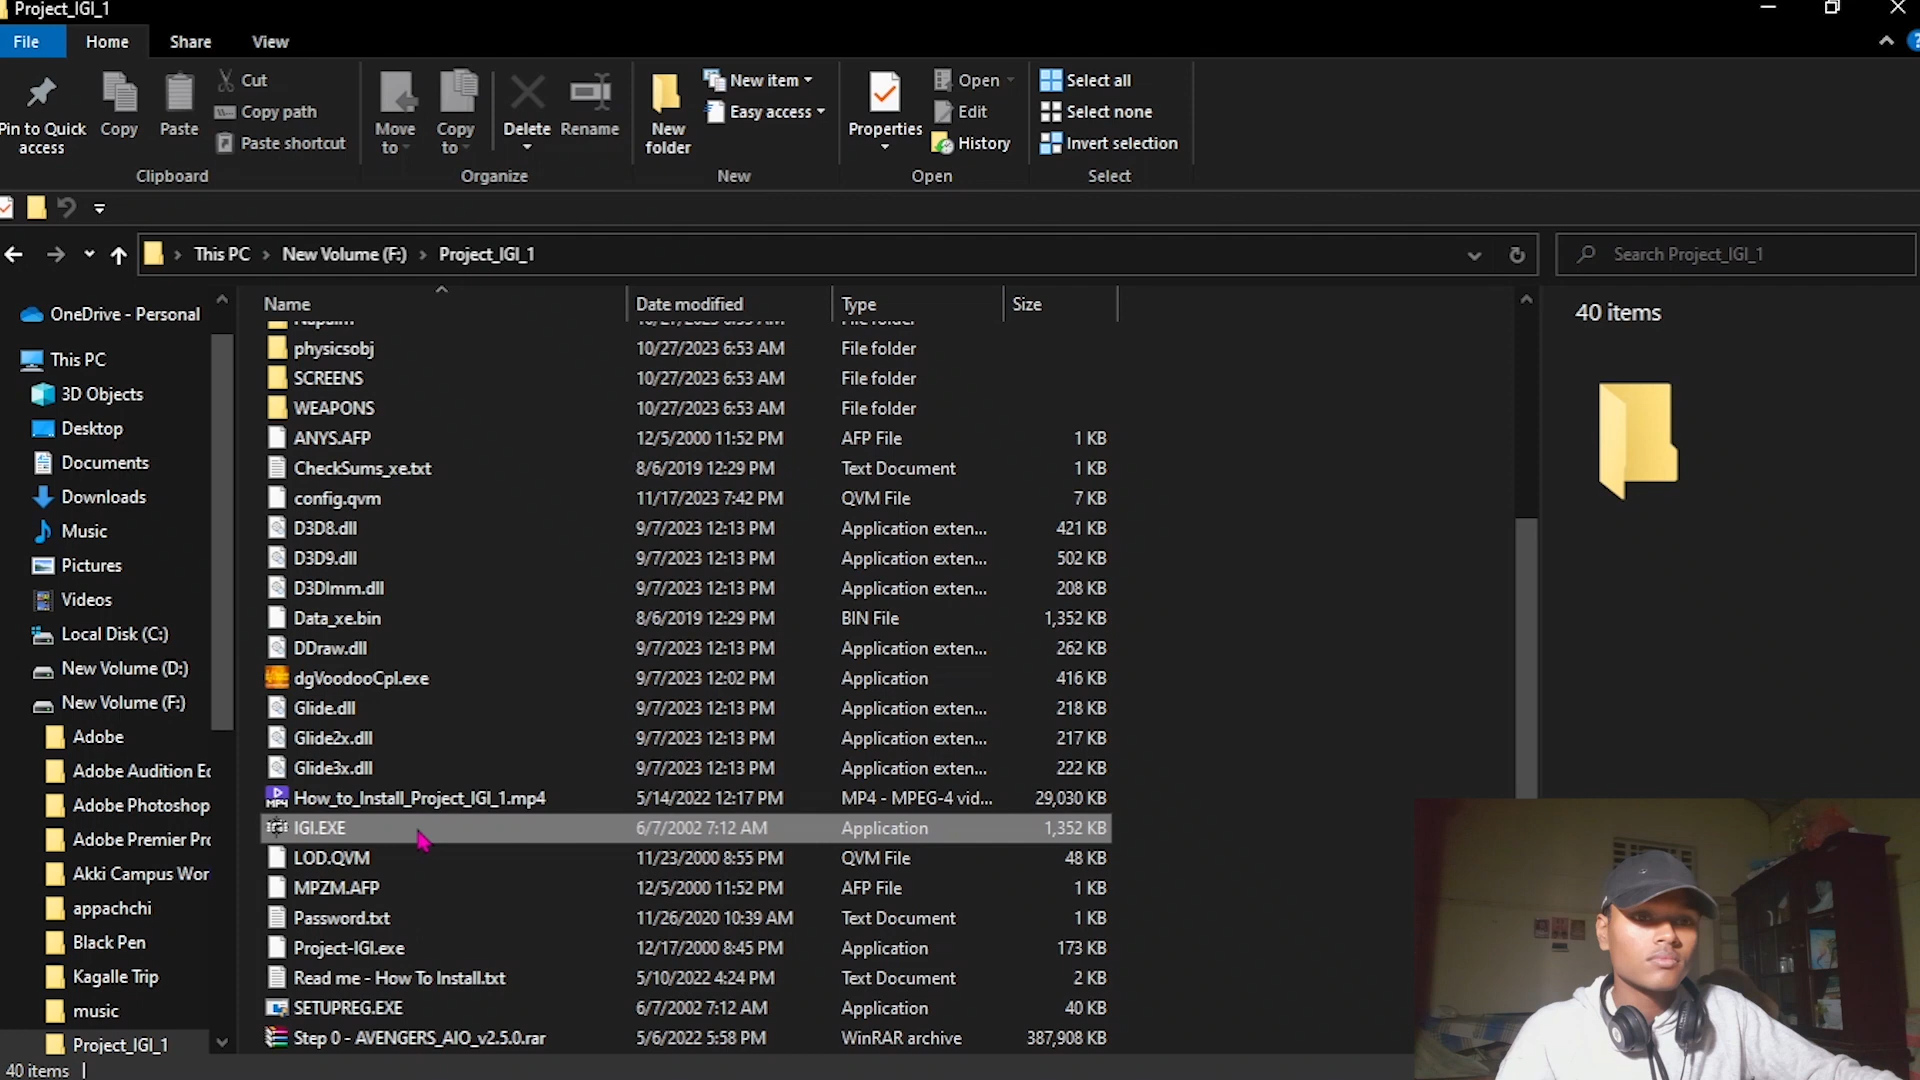 Project_IGI_1
File
Home
Share
View
Pin to Quick access
Copy
Paste
Cut
Copy path
Paste shortcut
Clipboard
Move to
Copy to
Delete
Rename
Organize
New folder
New item
Easy access
New
Properties
Open
Edit
History
Open
Select all
Select none
Invert selection
Select
This PC > New Volume (F:) > Project_IGI_1
Search Project_IGI_1
OneDrive - Personal
This PC
3D Objects
Desktop
Documents
Downloads
Music
Pictures
Videos
Local Disk (C:)
New Volume (D:)
New Volume (F:)
Adobe
Adobe Audition Ec
Adobe Photoshop
Adobe Premier Prc
Akki Campus Wor
appachchi
Black Pen
Kagalle Trip
music
Project_IGI_1
Name Date modified Type Size
physicsobj 10/27/2023 6:53 AM File folder
SCREENS 10/27/2023 6:53 AM File folder
WEAPONS 10/27/2023 6:53 AM File folder
ANYS.AFP 12/5/2000 11:52 PM AFP File 1 KB
CheckSums_xe.txt 8/6/2019 12:29 PM Text Document 1 KB
config.qvm 11/17/2023 7:42 PM QVM File 7 KB
D3D8.dll 9/7/2023 12:13 PM Application exten... 421 KB
D3D9.dll 9/7/2023 12:13 PM Application exten... 502 KB
D3DImm.dll 9/7/2023 12:13 PM Application exten... 208 KB
Data_xe.bin 8/6/2019 12:29 PM BIN File 1,352 KB
DDraw.dll 9/7/2023 12:13 PM Application exten... 262 KB
dgVoodooCpl.exe 9/7/2023 12:02 PM Application 416 KB
Glide.dll 9/7/2023 12:13 PM Application exten... 218 KB
Glide2x.dll 9/7/2023 12:13 PM Application exten... 217 KB
Glide3x.dll 9/7/2023 12:13 PM Application exten... 222 KB
How_to_Install_Project_IGI_1.mp4 5/14/2022 12:17 PM MP4 - MPEG-4 vid... 29,030 KB
IGI.EXE 6/7/2002 7:12 AM Application 1,352 KB
LOD.QVM 11/23/2000 8:55 PM QVM File 48 KB
MPZM.AFP 12/5/2000 11:52 PM AFP File 1 KB
Password.txt 11/26/2020 10:39 AM Text Document 1 KB
Project-IGI.exe 12/17/2000 8:45 PM Application 173 KB
Read me - How To Install.txt 5/10/2022 4:24 PM Text Document 2 KB
SETUPREG.EXE 6/7/2002 7:12 AM Application 40 KB
Step 0 - AVENGERS_AIO_v2.5.0.rar 5/6/2022 5:58 PM WinRAR archive 387,908 KB
40 items
40 items